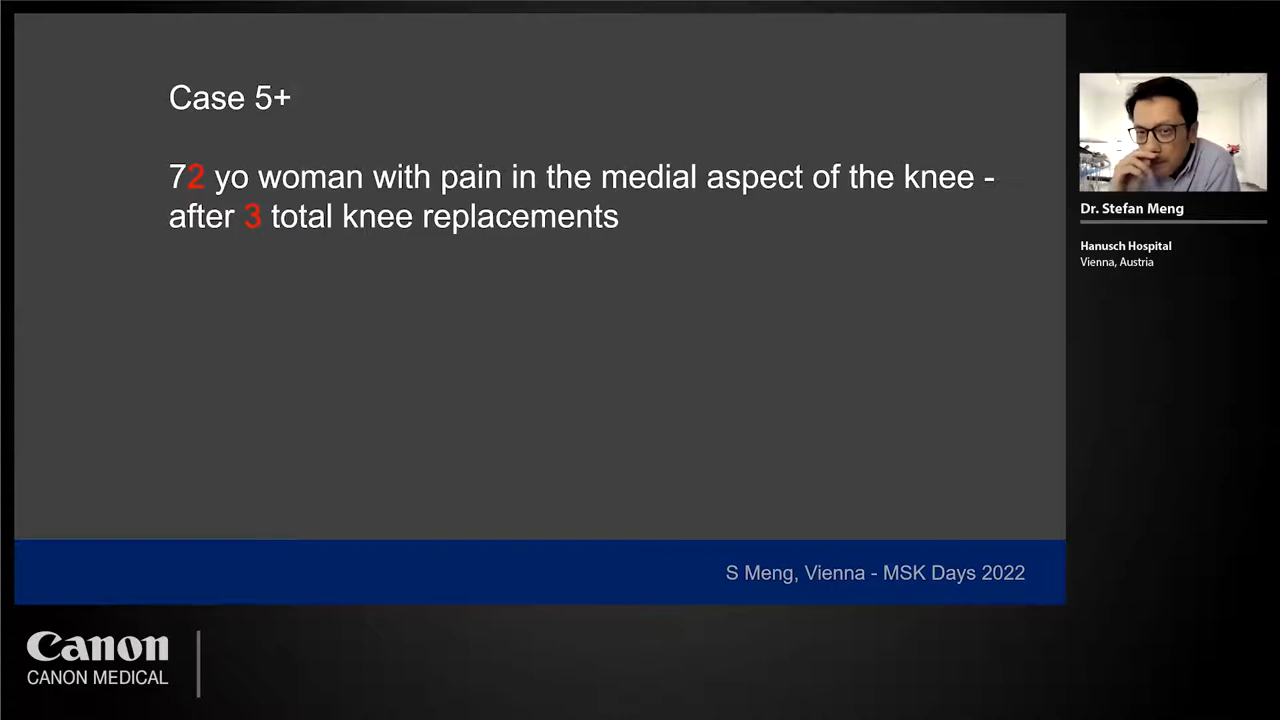 Case 5+
72 yo woman with pain in the medial aspect of the knee -
after 3 total knee replacements
S Meng, Vienna - MSK Days 2022
Dr. Stefan Meng
Hanusch Hospital
Vienna, Austria
Canon
CANON MEDICAL